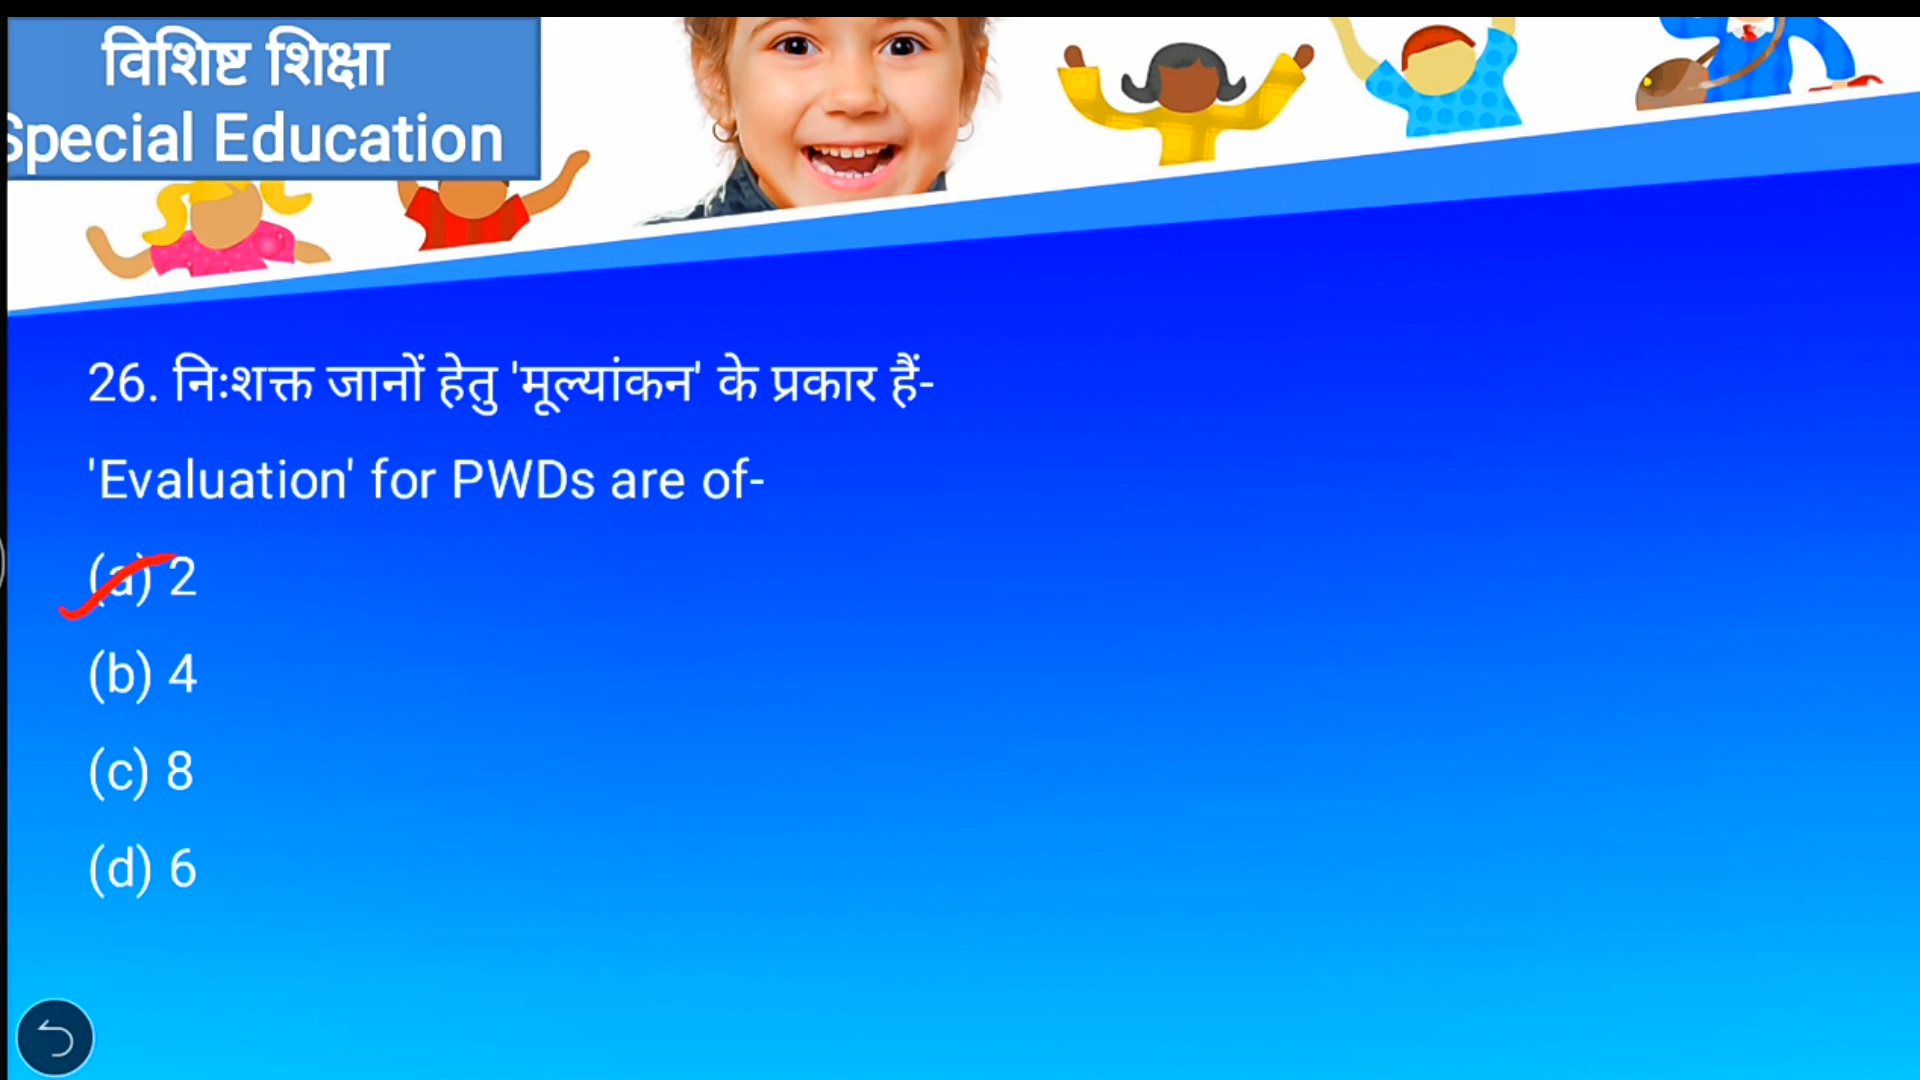 विशिष्ट शिक्षा
Special Education
26. निःशक्त जानों हेतु 'मूल्यांकन' के प्रकार हैं-
'Evaluation' for PWDs are of-
(a) 2
(b) 4
(c) 8
(d) 6